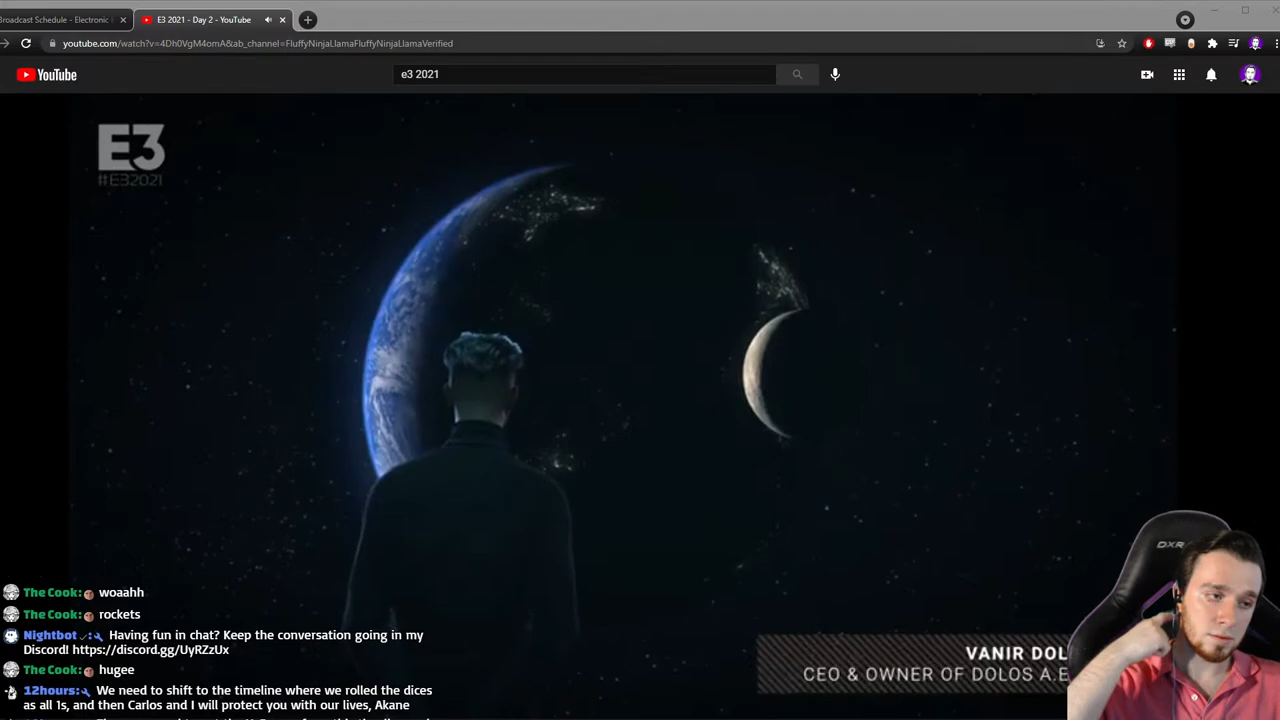 Broadcast Schedule - Electronic
E3 2021 - Day 2 - YouTube
youtube.com/watch?v=4Dh0VgM4omA&ab_channel=FluffyNinjaLlamaFluffyNinjaLlamaVerified
YouTube
e3 2021
E3
#E32021
VANIR DOL
CEO & OWNER OF DOLOS A.E
DXR
The Cook: woaahh
The Cook: rockets
Nightbot : Having fun in chat? Keep the conversation going in my
Discord! https://discord.gg/UyRZzUx
The Cook: hugee
12hours: We need to shift to the timeline where we rolled the dices
as all 1s, and then Carlos and I will protect you with our lives, Akane